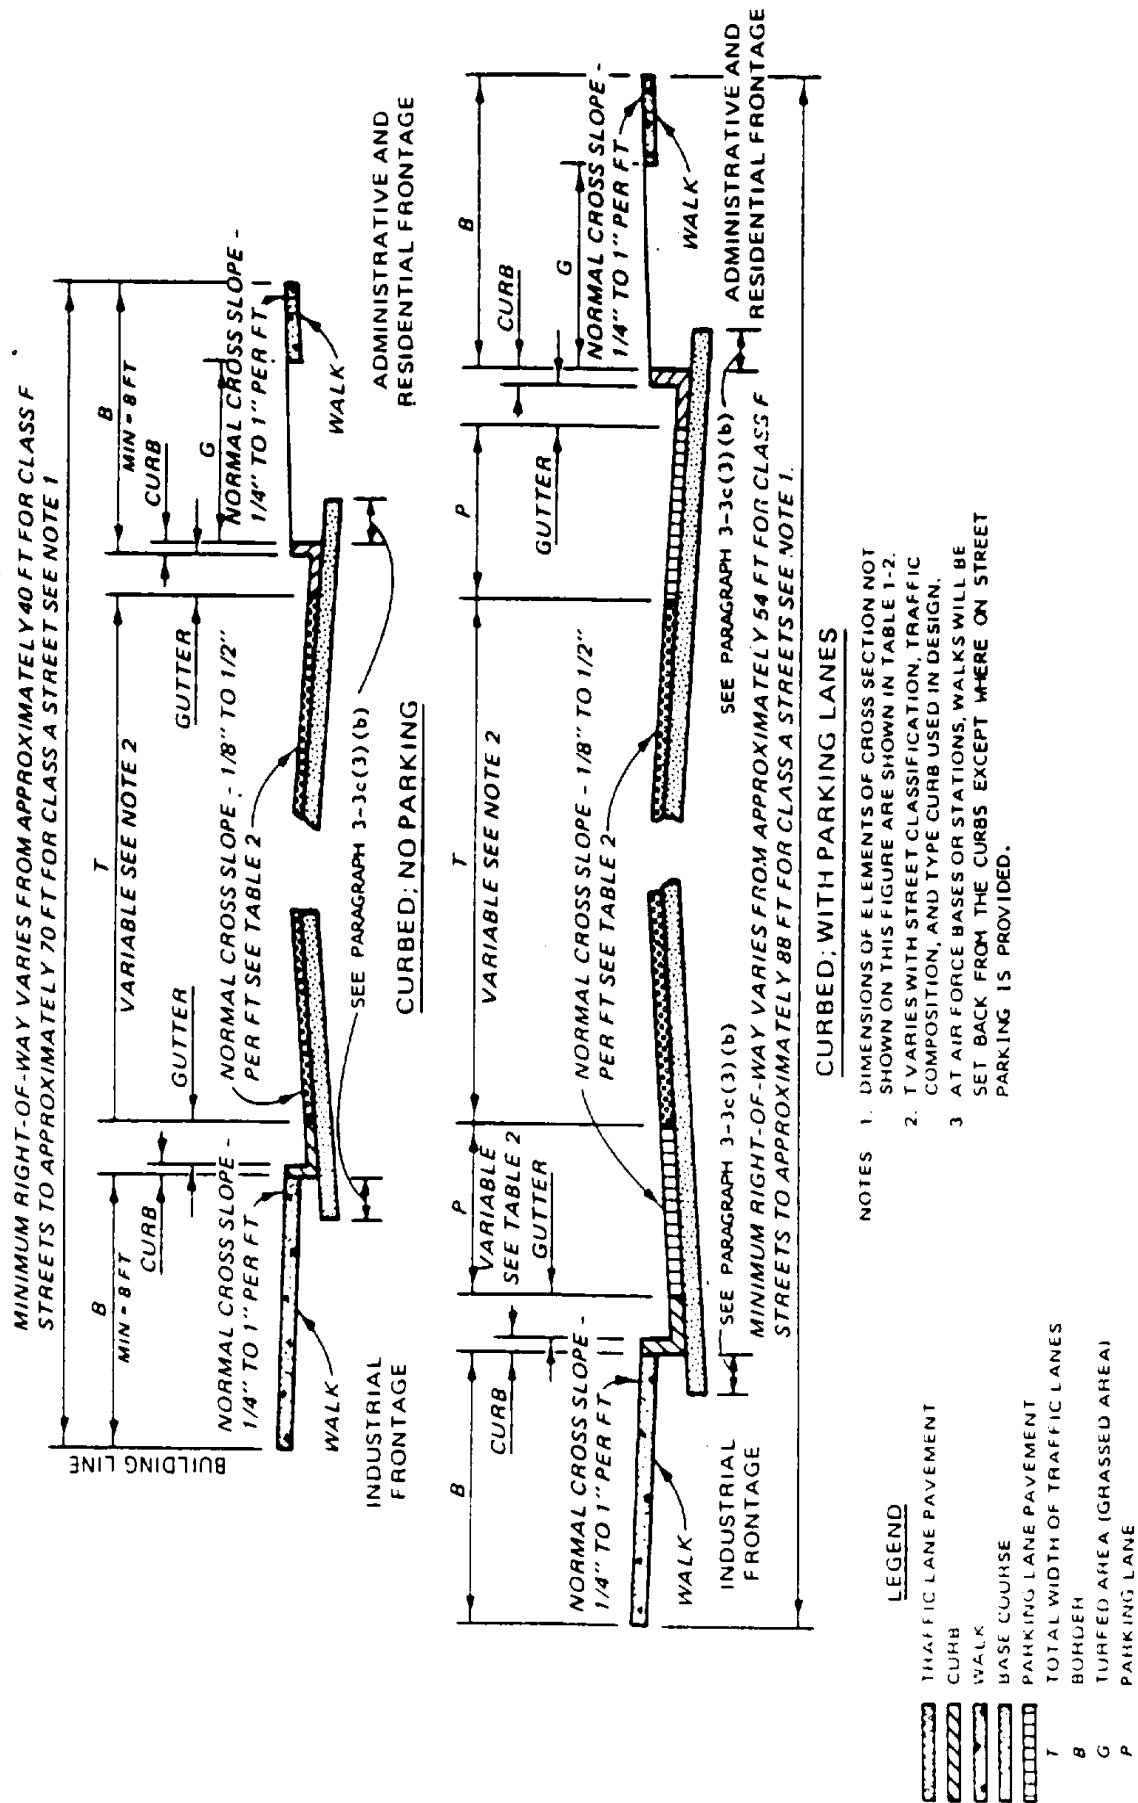 MINIMUM RIGHT-OF-WAY VARIES FROM APPROXIMATELY 40 FT FOR CLASS F
STREETS TO APPROXIMATELY 70 FT FOR CLASS A STREET SEE NOTE 1
BUILDING LINE
B
MIN = 8 FT
CURB
GUTTER
T
VARIABLE SEE NOTE 2
GUTTER
B
MIN = 8 FT
CURB
G
NORMAL CROSS SLOPE -
1/4" TO 1" PER FT
NORMAL CROSS SLOPE - 1/8" TO 1/2"
PER FT SEE TABLE 2
NORMAL CROSS SLOPE -
1/4" TO 1" PER FT
WALK
WALK
INDUSTRIAL
FRONTAGE
SEE PARAGRAPH 3-3c(3)(b)
ADMINISTRATIVE AND
RESIDENTIAL FRONTAGE
CURBED; NO PARKING
B
CURB
P
VARIABLE
SEE TABLE 2
GUTTER
T
VARIABLE SEE NOTE 2
P
GUTTER
B
CURB
G
NORMAL CROSS SLOPE -
1/4" TO 1" PER FT
NORMAL CROSS SLOPE - 1/8" TO 1/2"
PER FT SEE TABLE 2
NORMAL CROSS SLOPE -
1/4" TO 1" PER FT
WALK
WALK
INDUSTRIAL
FRONTAGE
SEE PARAGRAPH 3-3c(3)(b)
SEE PARAGRAPH 3-3c(3)(b)
ADMINISTRATIVE AND
RESIDENTIAL FRONTAGE
MINIMUM RIGHT-OF-WAY VARIES FROM APPROXIMATELY 54 FT FOR CLASS F
STREETS TO APPROXIMATELY 88 FT FOR CLASS A STREETS SEE NOTE 1.
CURBED; WITH PARKING LANES
LEGEND
TRAFFIC LANE PAVEMENT
CURB
WALK
BASE COURSE
PARKING LANE PAVEMENT
T TOTAL WIDTH OF TRAFFIC LANES
B BORDER
G TURFED AREA (GRASSED AREA)
P PARKING LANE
NOTES 1. DIMENSIONS OF ELEMENTS OF CROSS SECTION NOT
SHOWN ON THIS FIGURE ARE SHOWN IN TABLE 1-2.
2. T VARIES WITH STREET CLASSIFICATION, TRAFFIC
COMPOSITION, AND TYPE CURB USED IN DESIGN.
3 AT AIR FORCE BASES OR STATIONS, WALKS WILL BE
SET BACK FROM THE CURBS EXCEPT WHERE ON STREET
PARKING IS PROVIDED.